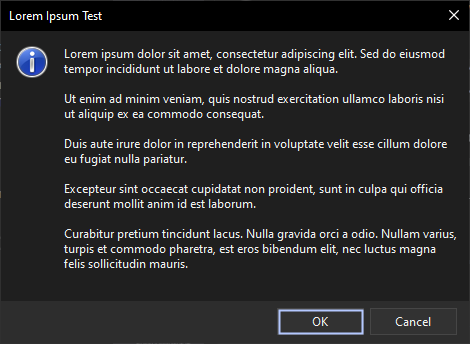 Lorem Ipsum Test
Lorem ipsum dolor sit amet, consectetur adipiscing elit. Sed do eiusmod
tempor incididunt ut labore et dolore magna aliqua.
Ut enim ad minim veniam, quis nostrud exercitation ullamco laboris nisi
ut aliquip ex ea commodo consequat.
Duis aute irure dolor in reprehenderit in voluptate velit esse cillum dolore
eu fugiat nulla pariatur.
Excepteur sint occaecat cupidatat non proident, sunt in culpa qui officia
deserunt mollit anim id est laborum.
Curabitur pretium tincidunt lacus. Nulla gravida orci a odio. Nullam varius,
turpis et commodo pharetra, est eros bibendum elit, nec luctus magna
felis sollicitudin mauris.
OK
Cancel